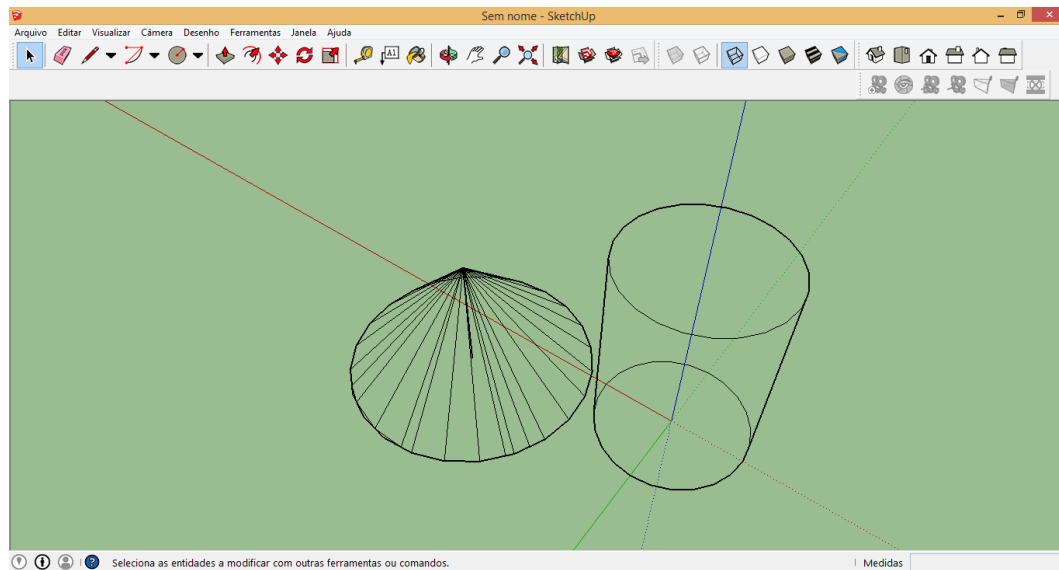 Sem nome - SketchUp
Arquivo Editar Visualizar Câmera Desenho Ferramentas Janela Ajuda
A1
Seleciona as entidades a modificar com outras ferramentas ou comandos.
Medidas